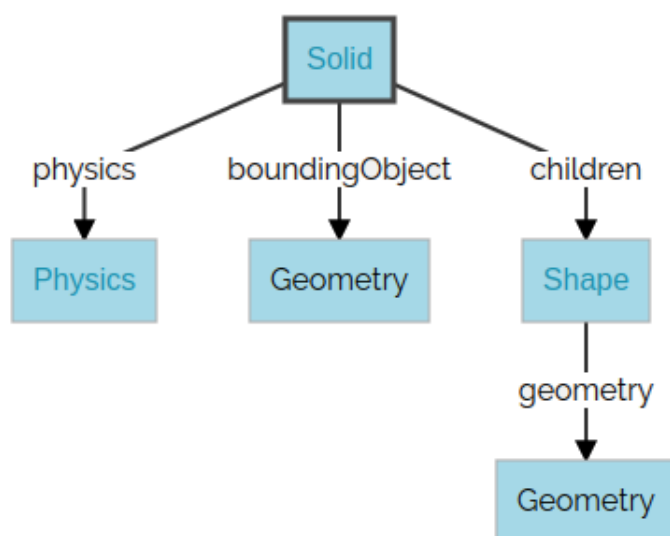 Solid
physics boundingObject children
Physics Geometry Shape
geometry
Geometry